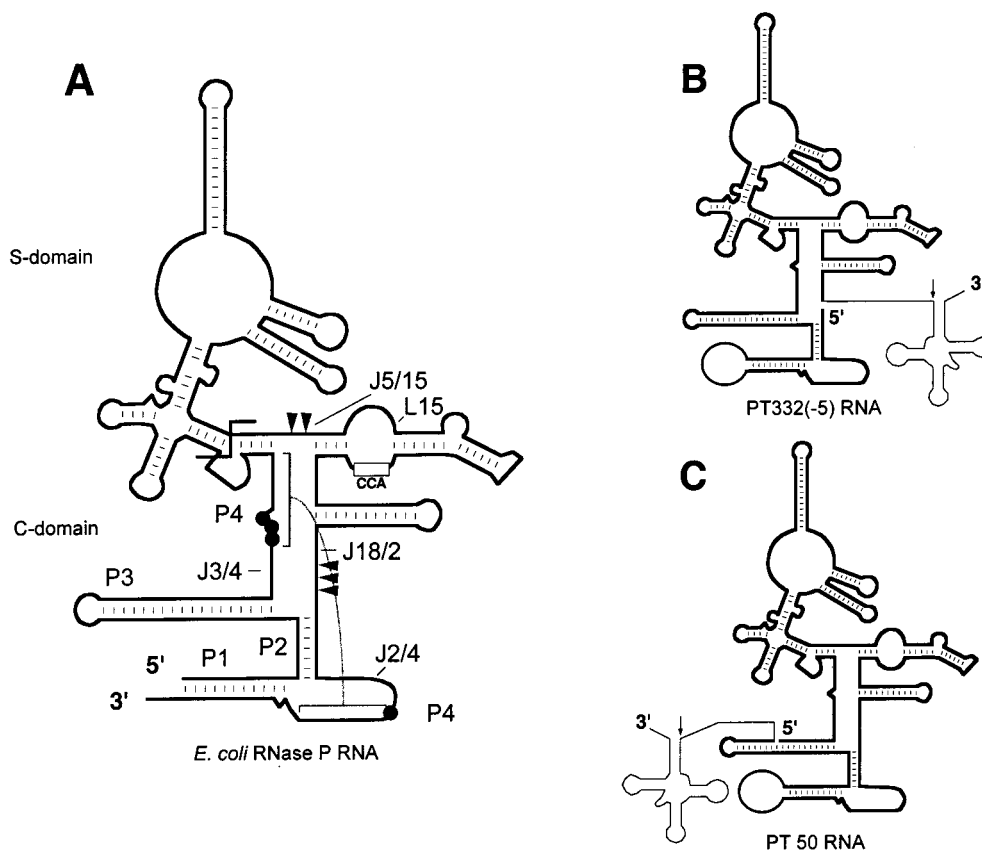 A
S-domain
J5/15
L15
CCA
P4
C-domain
J18/2
J3/4
P3
P2
J2/4
5'
P1
3'
P4
E. coli RNase P RNA
B
3'
5'
PT332(-5) RNA
C
3'
5'
PT 50 RNA